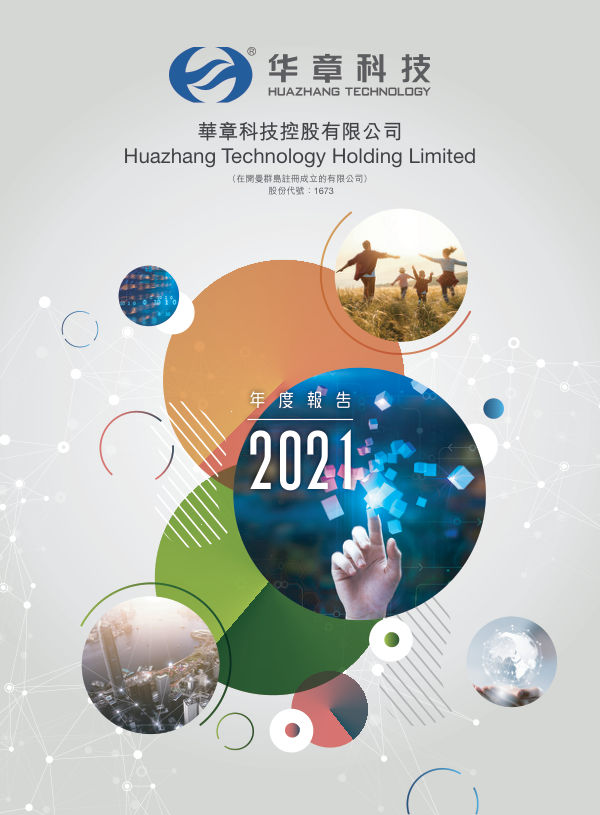 ®
华章科技
HUAZHANG TECHNOLOGY
華章科技控股有限公司
Huazhang Technology Holding Limited
（在開曼群島註冊成立的有限公司）
股份代號：1673
年度報告
2021